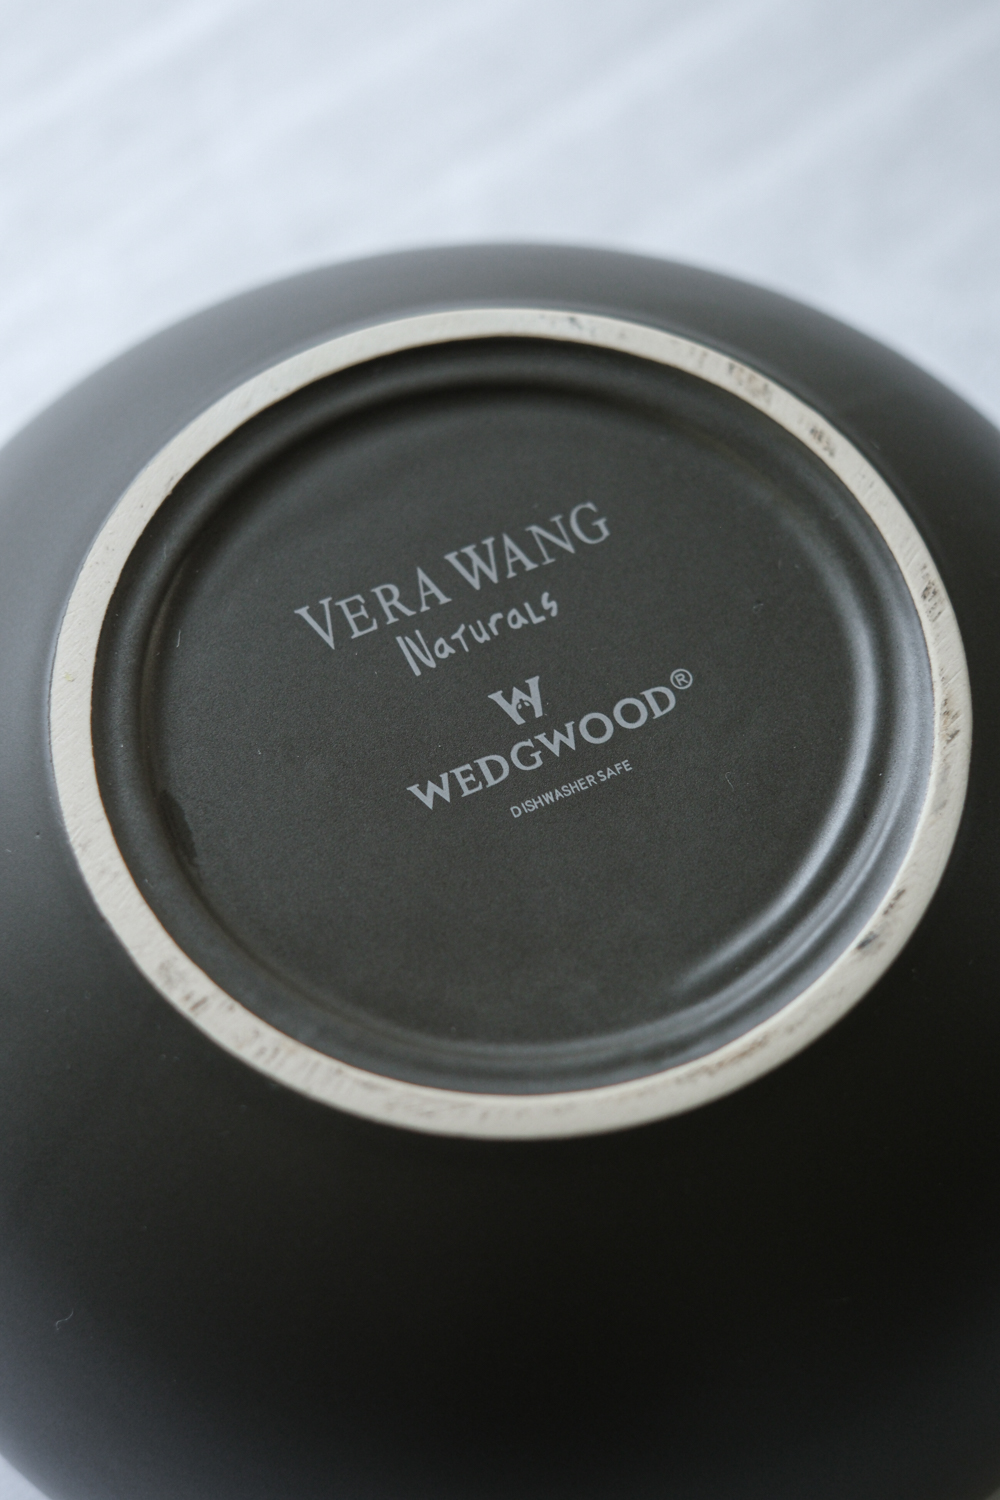 VERA WANG
Naturals
W
WEDGWOOD®
DISHWASHER SAFE